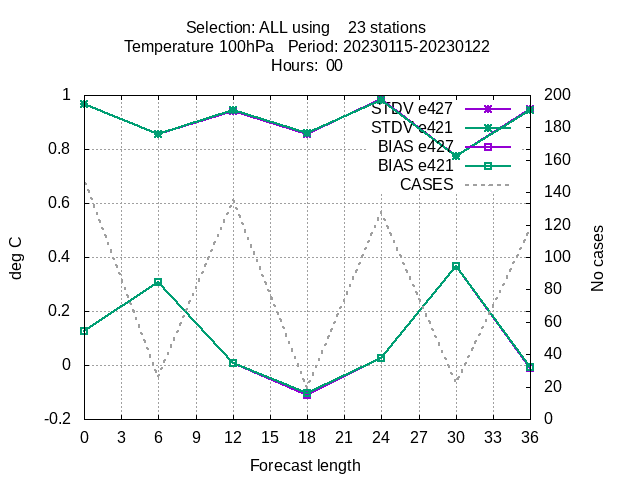 Selection: ALL using 23 stations
Temperature 100hPa Period: 20230115-20230122
Hours: 00
1
0.8
0.6
0.4
0.2
0
-0.2
deg C
STDV e427
STDV e421
BIAS e427
BIAS e421
CASES
200
180
160
140
120
100
80
60
40
20
0
No cases
0 3 6 9 12 15 18 21 24 27 30 33 36
Forecast length